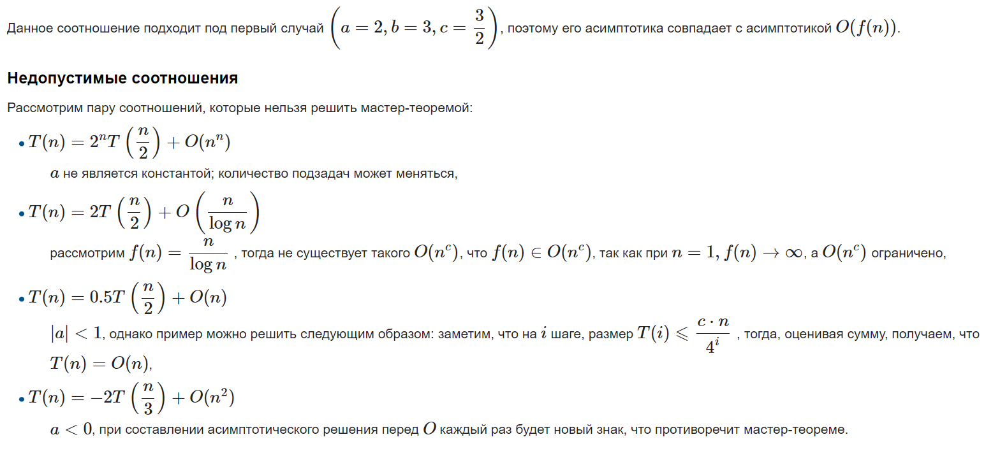 Данное соотношение подходит под первый случай $\left(a = 2, b = 3, c = \dfrac{3}{2}\right)$, поэтому его асимптотика совпадает с асимптотикой $O(f(n))$.
Недопустимые соотношения
Рассмотрим пару соотношений, которые нельзя решить мастер-теоремой:
• $T(n) = 2^n T\left(\dfrac{n}{2}\right) + O(n^n)$
$a$ не является константой; количество подзадач может меняться,
• $T(n) = 2T\left(\dfrac{n}{2}\right) + O\left(\dfrac{n}{\log n}\right)$
рассмотрим $f(n) = \dfrac{n}{\log n}$ , тогда не существует такого $O(n^c)$, что $f(n) \in O(n^c)$, так как при $n = 1, f(n) \to \infty$, а $O(n^c)$ ограничено,
• $T(n) = 0.5T\left(\dfrac{n}{2}\right) + O(n)$
$|a| < 1$, однако пример можно решить следующим образом: заметим, что на $i$ шаге, размер $T(i) \leqslant \dfrac{c \cdot n}{4^i}$ , тогда, оценивая сумму, получаем, что
$T(n) = O(n)$,
• $T(n) = -2T\left(\dfrac{n}{3}\right) + O(n^2)$
$a < 0$, при составлении асимптотического решения перед $O$ каждый раз будет новый знак, что противоречит мастер-теореме.